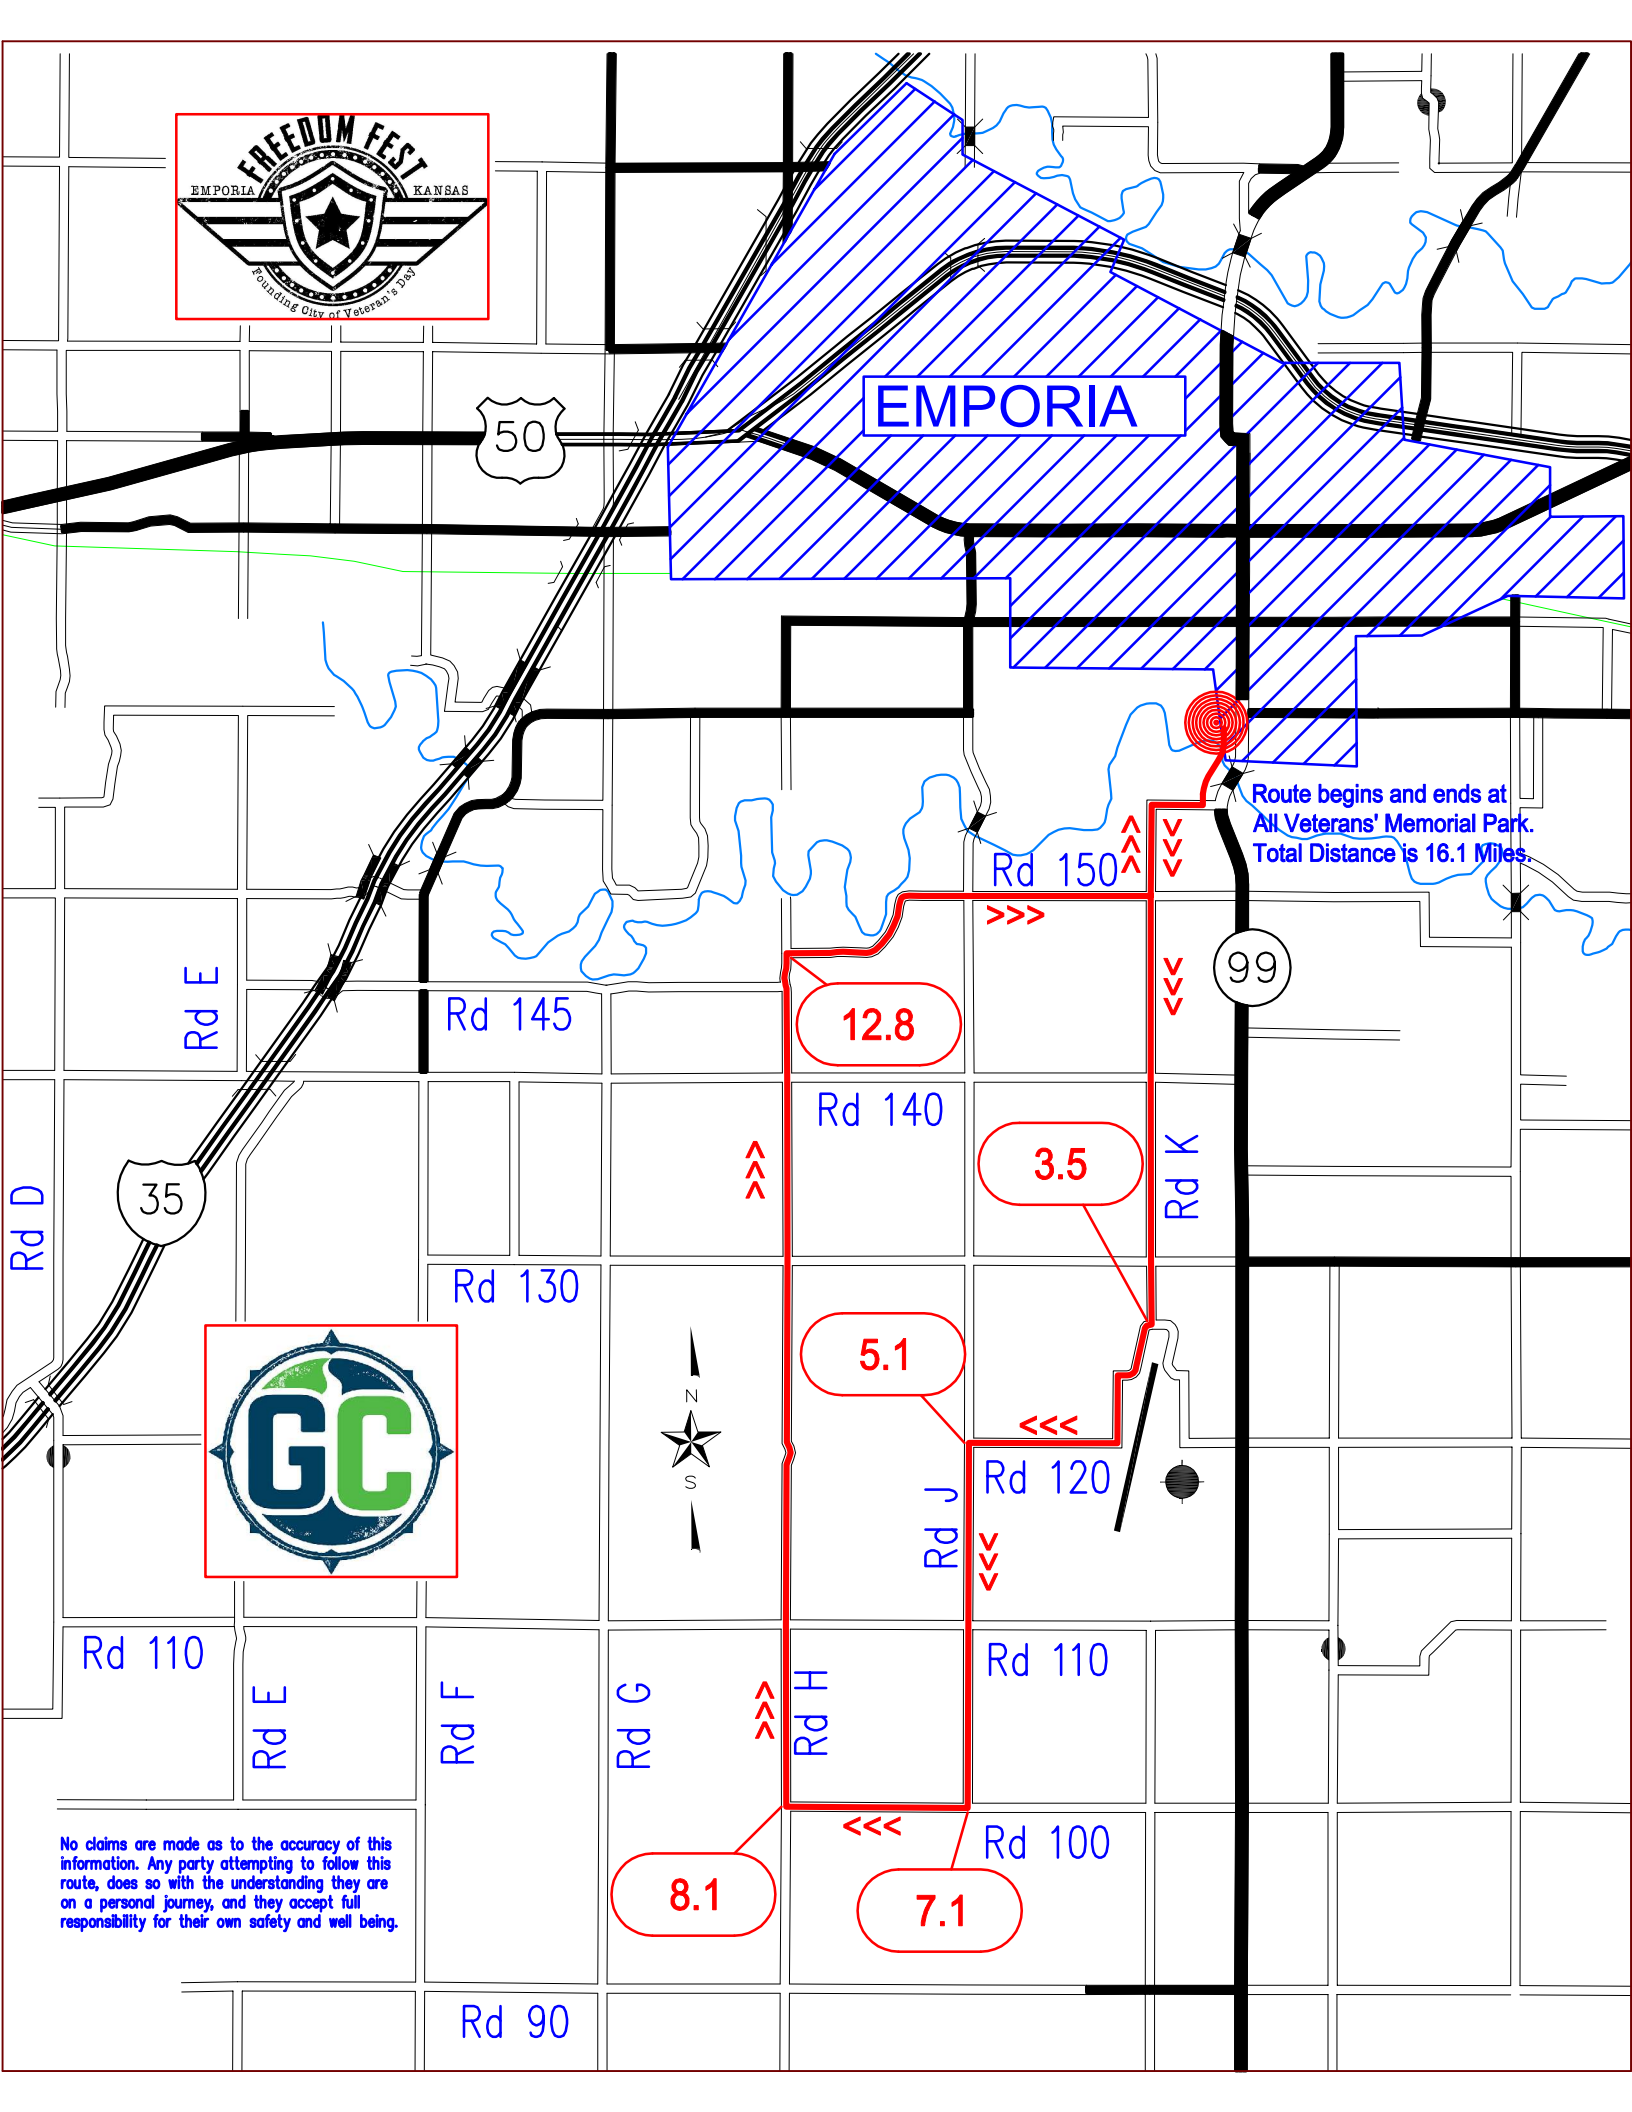 FREEDOM FEST
EMPORIA
KANSAS
Founding City of Veteran's Day
50
EMPORIA
Route begins and ends at
All Veterans' Memorial Park.
Total Distance is 16.1 Miles.
Rd 150
>>>
>>>
>>>
>>>
99
Rd E
Rd 145
12.8
Rd 140
>>>
3.5
Rd K
Rd D
35
Rd 130
5.1
N
S
GC
<<<
Rd 120
Rd J
>>>
Rd 110
Rd 110
Rd E
Rd F
Rd G
>>>
Rd H
<<<
Rd 100
No claims are made as to the accuracy of this
information. Any party attempting to follow this
route, does so with the understanding they are
on a personal journey, and they accept full
responsibility for their own safety and well being.
8.1
7.1
Rd 90